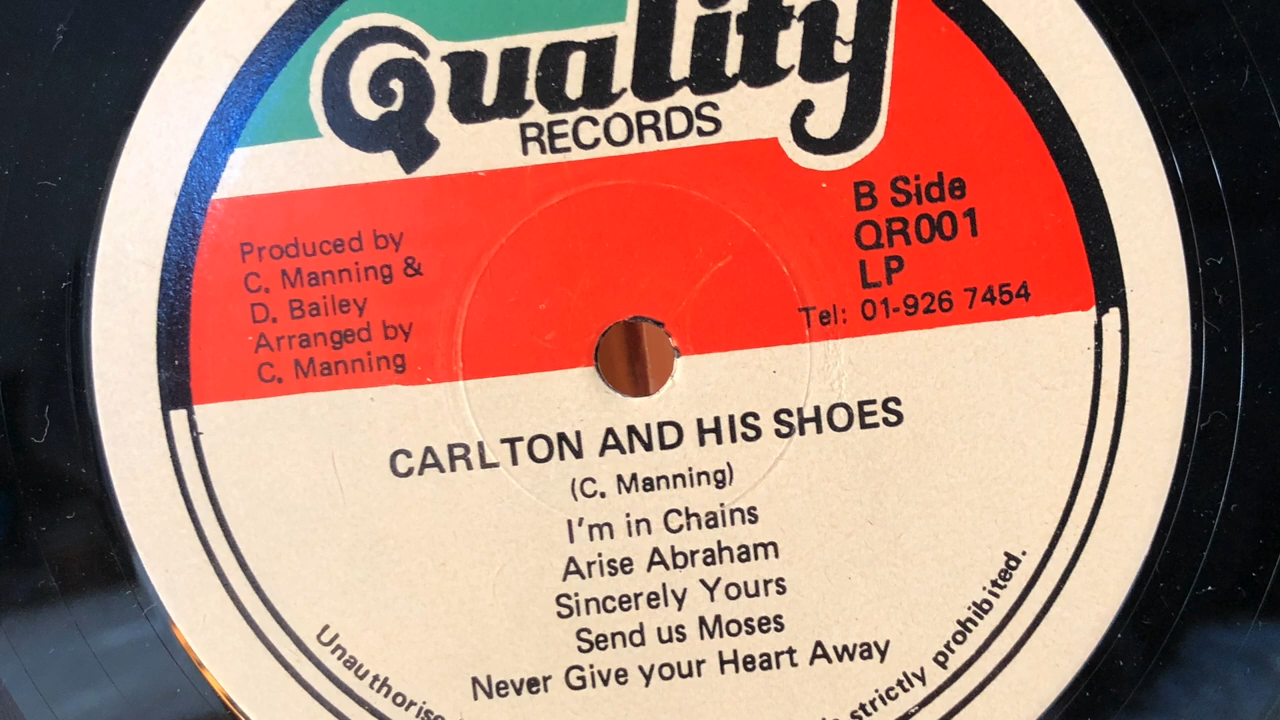 Quality
RECORDS
B Side
QR001
LP
Tel: 01-926 7454
Produced by
C. Manning &
D. Bailey
Arranged by
C. Manning
CARLTON AND HIS SHOES
(C. Manning)
I'm in Chains
Arise Abraham
Sincerely Yours
Send us Moses
Never Give your Heart Away
strictly prohibited.